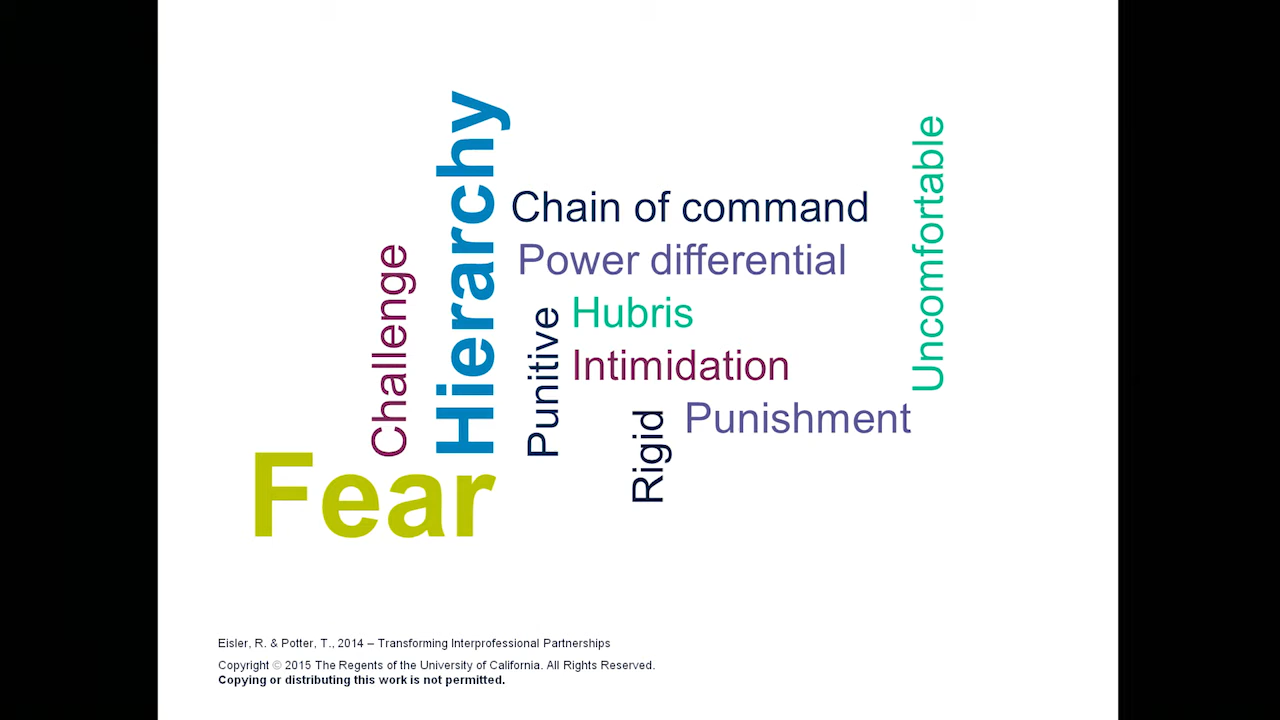 Uncomfortable
Hierarchy
Chain of command
Power differential
Challenge
Hubris
Punitive
Intimidation
Punishment
Rigid
Fear
Eisler, R. & Potter, T., 2014 – Transforming Interprofessional Partnerships
Copyright © 2015 The Regents of the University of California. All Rights Reserved.
Copying or distributing this work is not permitted.